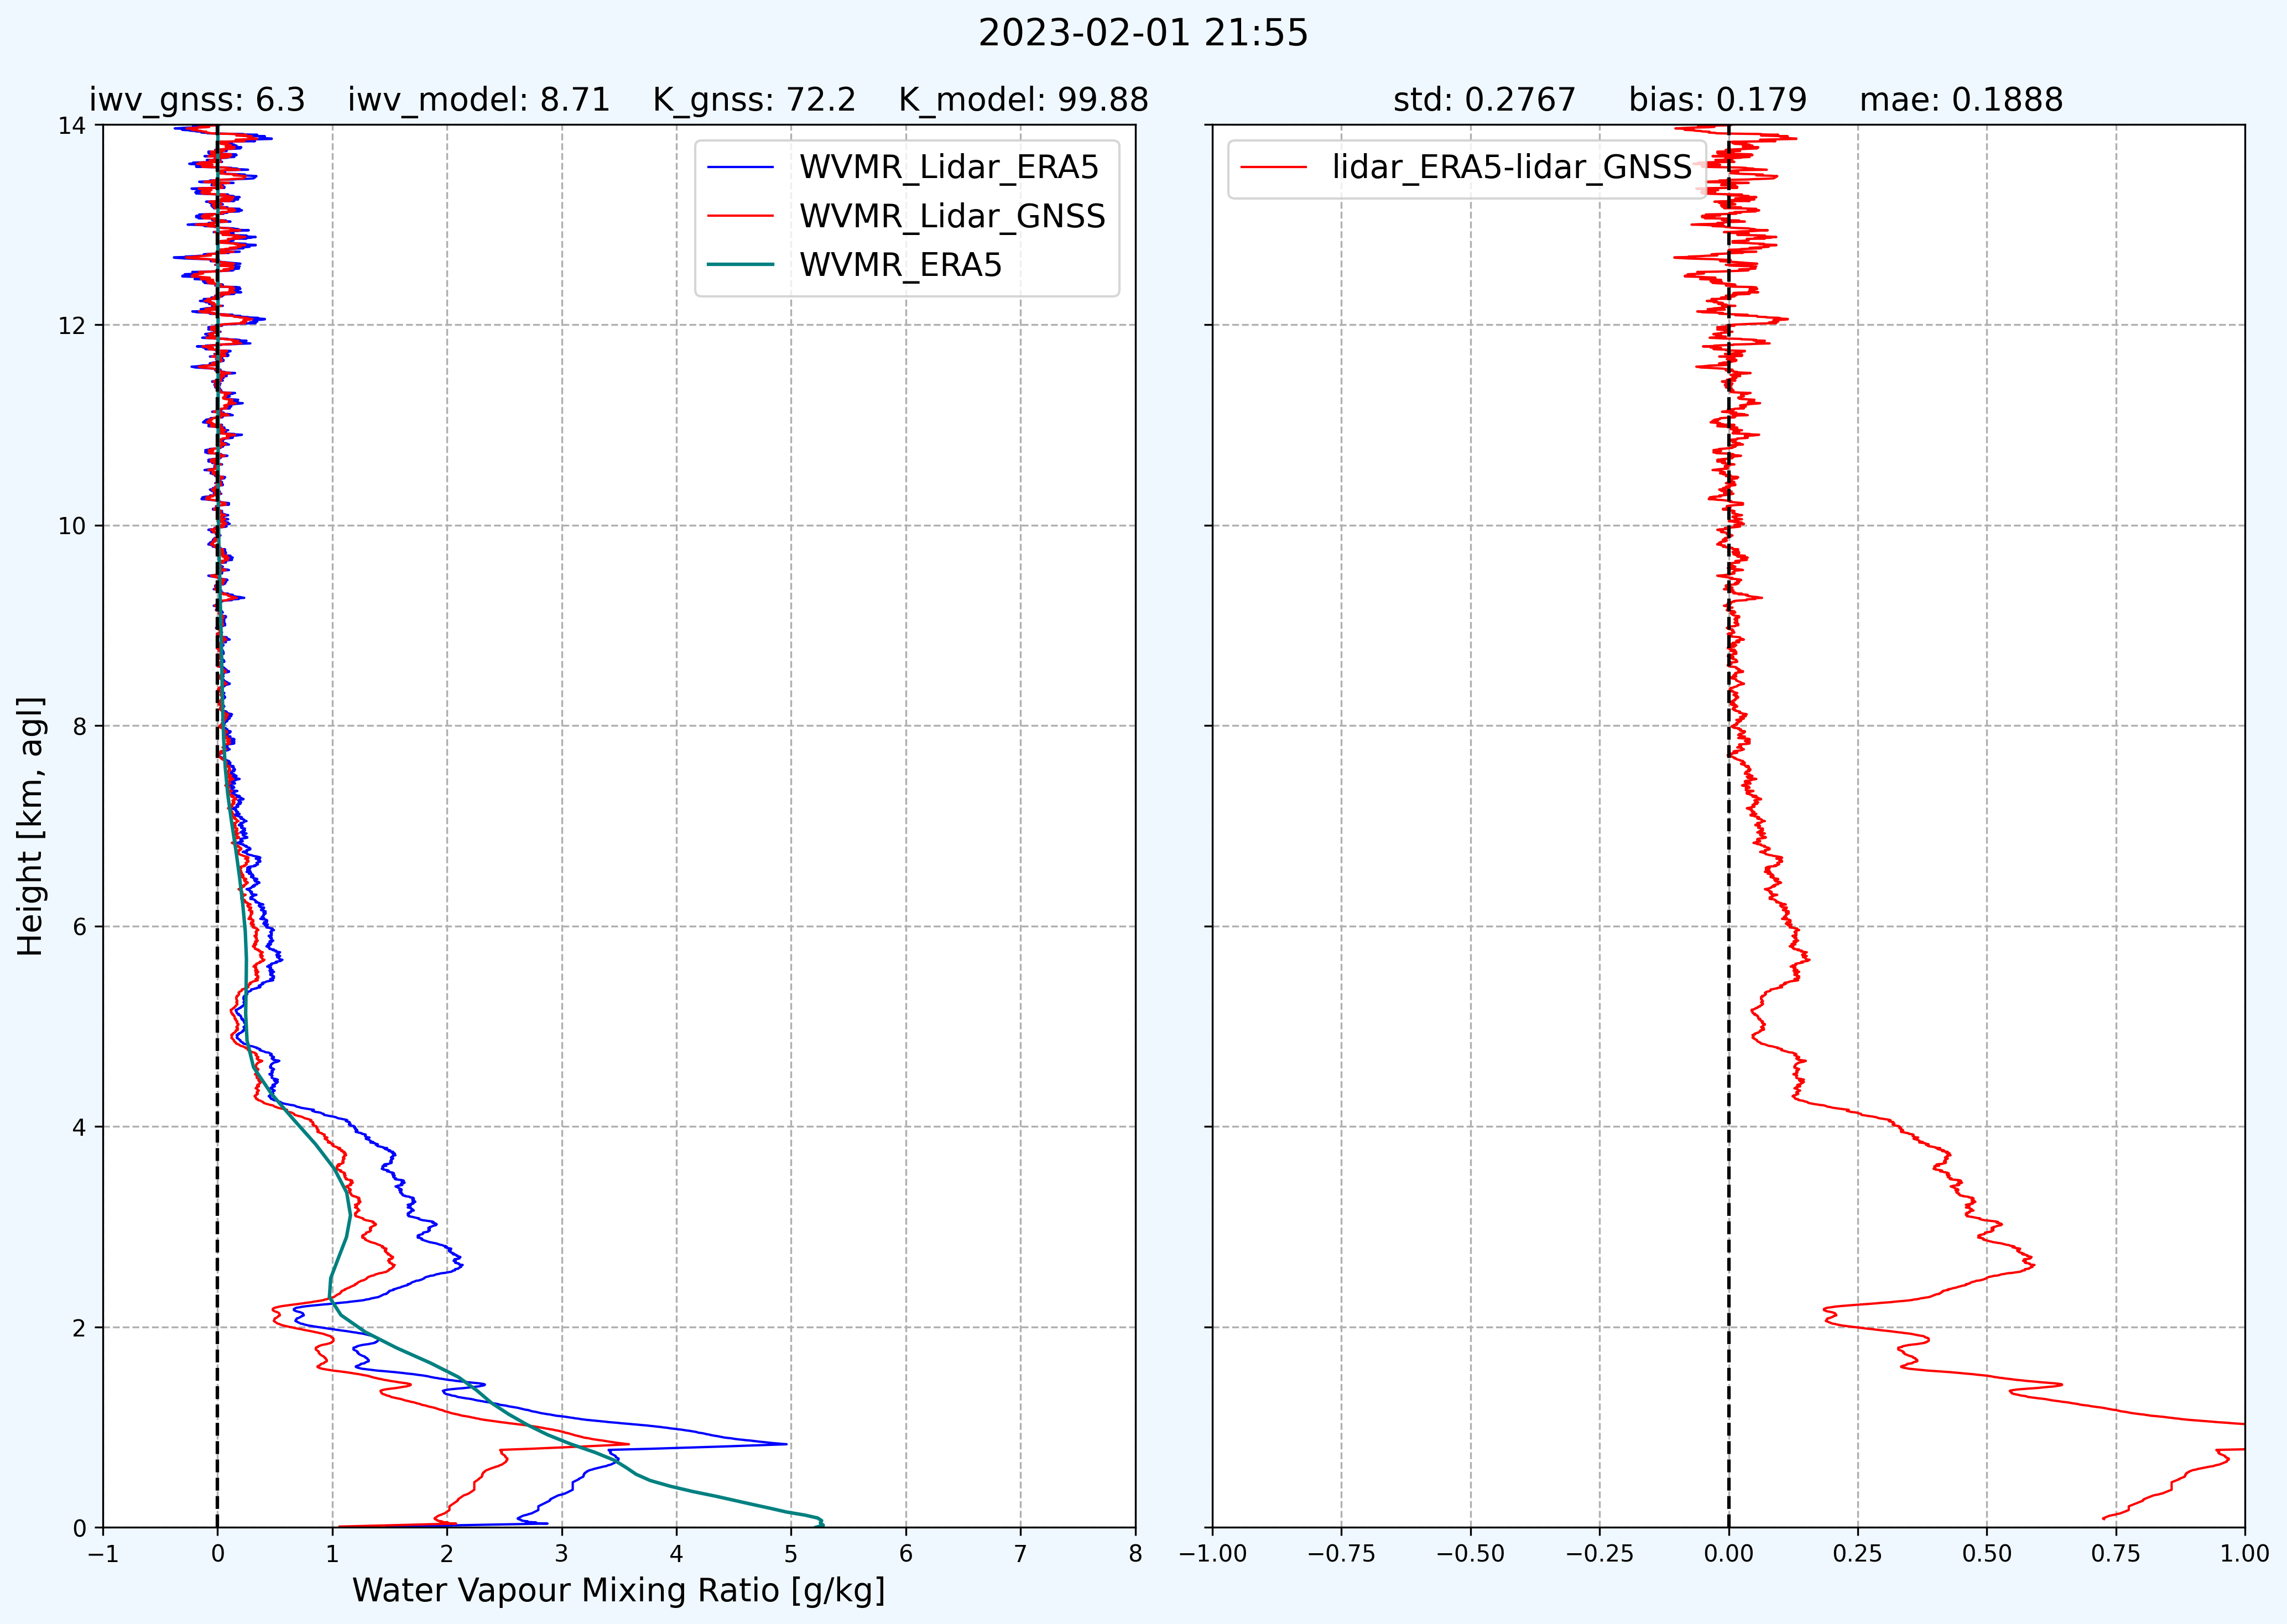 2023-02-01 21:55
iwv_gnss: 6.3 iwv_model: 8.71 K_gnss: 72.2 K_model: 99.88
WVMR_Lidar_ERA5
WVMR_Lidar_GNSS
WVMR_ERA5
14
12
10
8
6
4
2
0
Height [km, agl]
−1 0 1 2 3 4 5 6 7 8
Water Vapour Mixing Ratio [g/kg]
std: 0.2767 bias: 0.179 mae: 0.1888
lidar_ERA5-lidar_GNSS
−1.00 −0.75 −0.50 −0.25 0.00 0.25 0.50 0.75 1.00